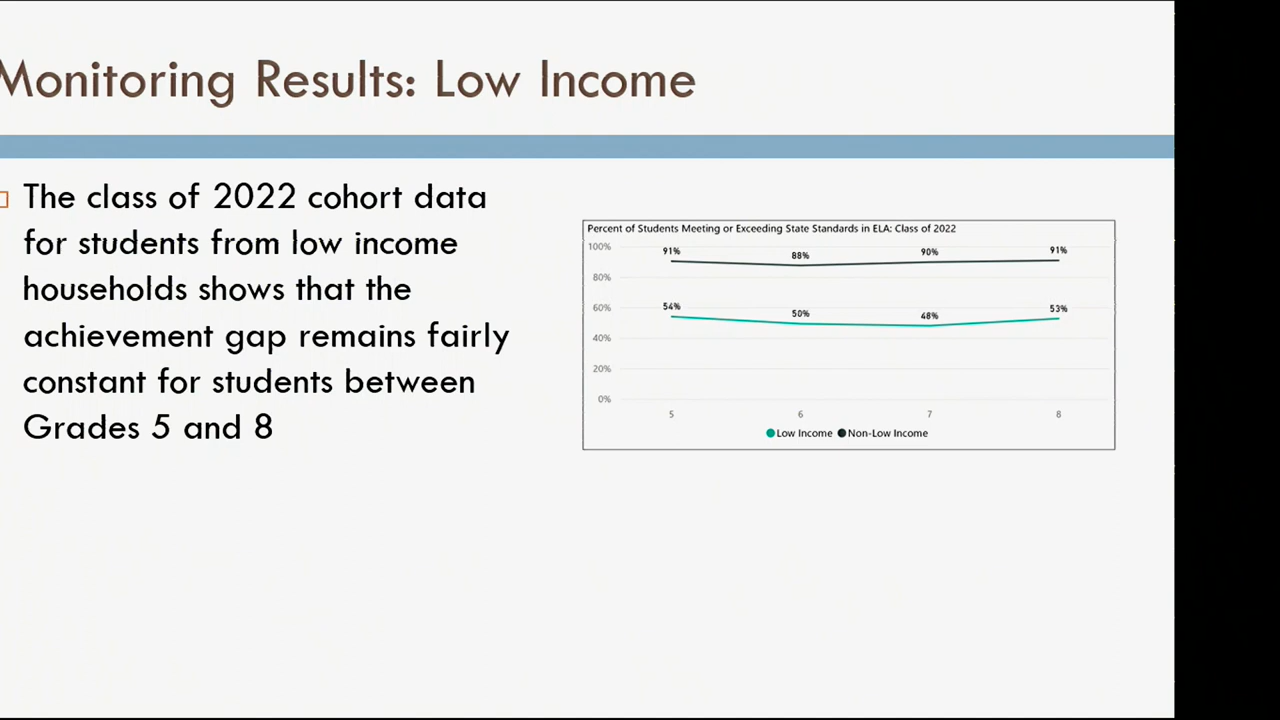 Monitoring Results: Low Income
The class of 2022 cohort data
for students from low income
households shows that the
achievement gap remains fairly
constant for students between
Grades 5 and 8
Percent of Students Meeting or Exceeding State Standards in ELA: Class of 2022
100%
91%
88%
90%
91%
80%
60%
54%
50%
48%
53%
40%
20%
0%
5 6 7 8
Low Income Non-Low Income